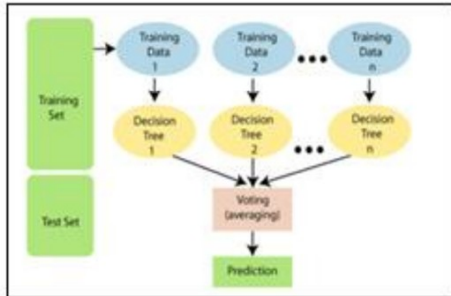 Training
Set
Test Set
Training
Data
1
Training
Data
2
Training
Data
n
Decision
Tree
1
Decision
Tree
2
Decision
Tree
n
Voting
(averaging)
Prediction